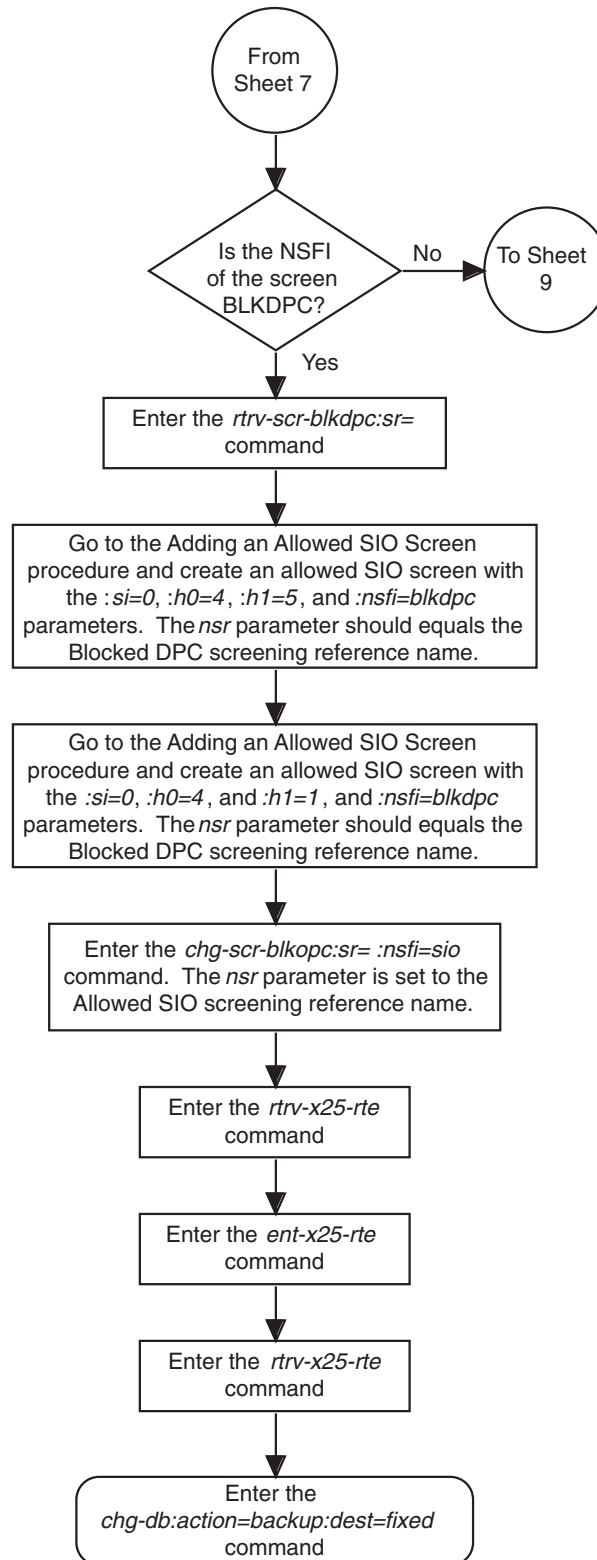 From
Sheet 7
Is the NSFI
of the screen
BLKDPC?
No
To Sheet
9
Yes
Enter the rtrv-scr-blkdpc:sr=
command
Go to the Adding an Allowed SIO Screen
procedure and create an allowed SIO screen with
the :si=0, :h0=4, :h1=5, and :nsfi=blkdpc
parameters. The nsr parameter should equals the
Blocked DPC screening reference name.
Go to the Adding an Allowed SIO Screen
procedure and create an allowed SIO screen with
the :si=0, :h0=4, and :h1=1, and :nsfi=blkdpc
parameters. The nsr parameter should equals the
Blocked DPC screening reference name.
Enter the chg-scr-blkopc:sr= :nsfi=sio
command. The nsr parameter is set to the
Allowed SIO screening reference name.
Enter the rtrv-x25-rte
command
Enter the ent-x25-rte
command
Enter the rtrv-x25-rte
command
Enter the
chg-db:action=backup:dest=fixed
command